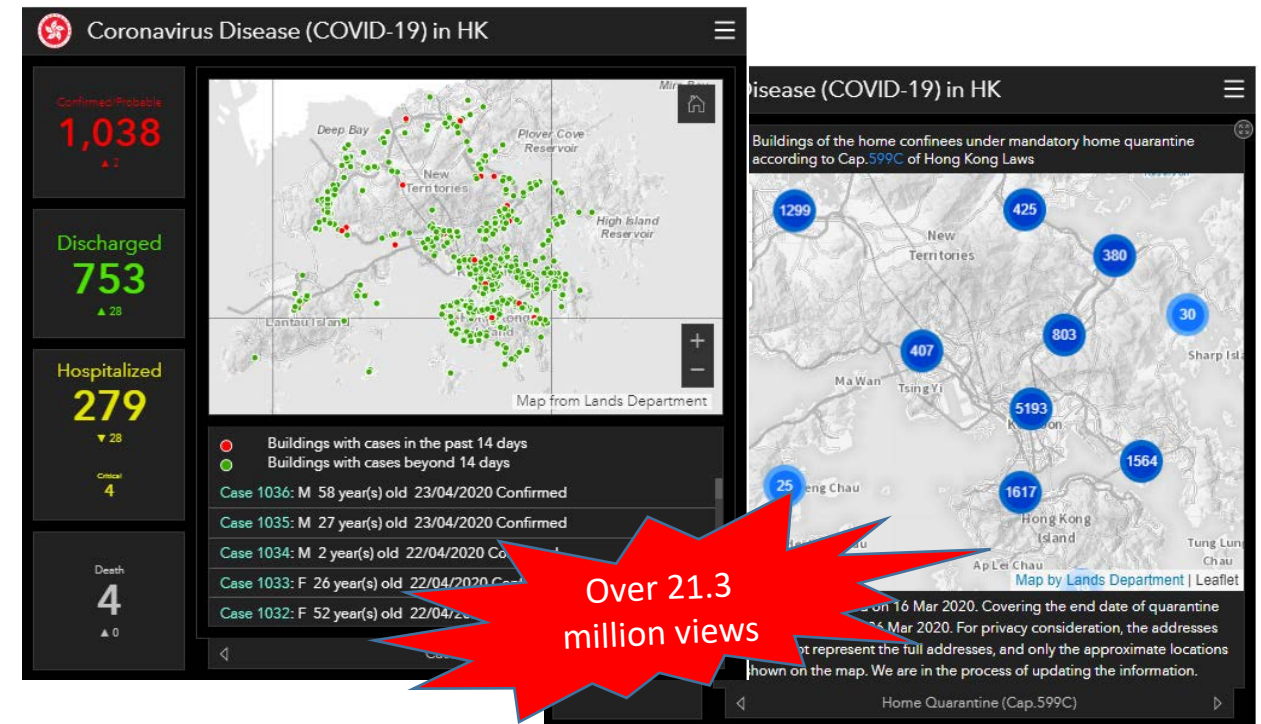 Coronavirus Disease (COVID-19) in HK
Confirmed/Probable
1,038
▲ 2
Discharged
753
▲ 28
Hospitalized
279
▼ 28
Critical
4
Death
4
▲ 0
Deep Bay
Plover Cove
Reservoir
New
Territories
High Island
Reservoir
Lantau Island
Map from Lands Department
Buildings with cases in the past 14 days
Buildings with cases beyond 14 days
Case 1036: M 58 year(s) old 23/04/2020 Confirmed
Case 1035: M 27 year(s) old 23/04/2020 Confirmed
Case 1034: M 2 year(s) old 22/04/2020
Case 1033: F 26 year(s) old 22/04/2020
Case 1032: F 52 year(s) old
Over 21.3
million views
Disease (COVID-19) in HK
Buildings of the home confinees under mandatory home quarantine
according to Cap.599C of Hong Kong Laws
1299
425
New
Territories
380
30
803
407
Sharp
Ma Wan
Tsing Yi
5193
1564
25
Chau
1617
Hong Kong
Island
Tung Lung
Chau
Ap Lei Chau
Map by Lands Department | Leaflet
on 16 Mar 2020. Covering the end date of quarantine
Mar 2020. For privacy consideration, the addresses
represent the full addresses, and only the approximate locations
shown on the map. We are in the process of updating the information.
Home Quarantine (Cap.599C)